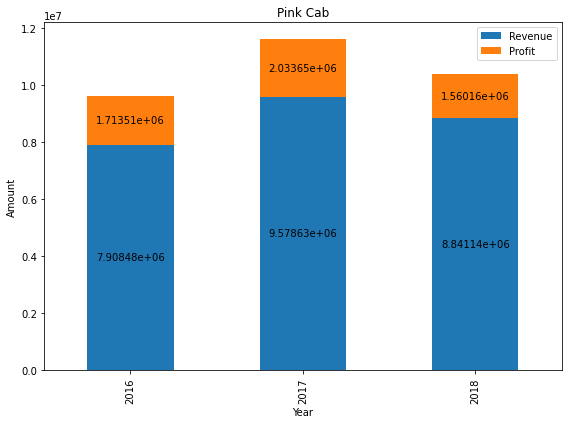 Pink Cab
1e7
Revenue
Profit
1.2
1.0
0.8
0.6
0.4
0.2
0.0
Amount
1.71351e+06
2.03365e+06
1.56016e+06
7.90848e+06
9.57863e+06
8.84114e+06
2016
2017
2018
Year